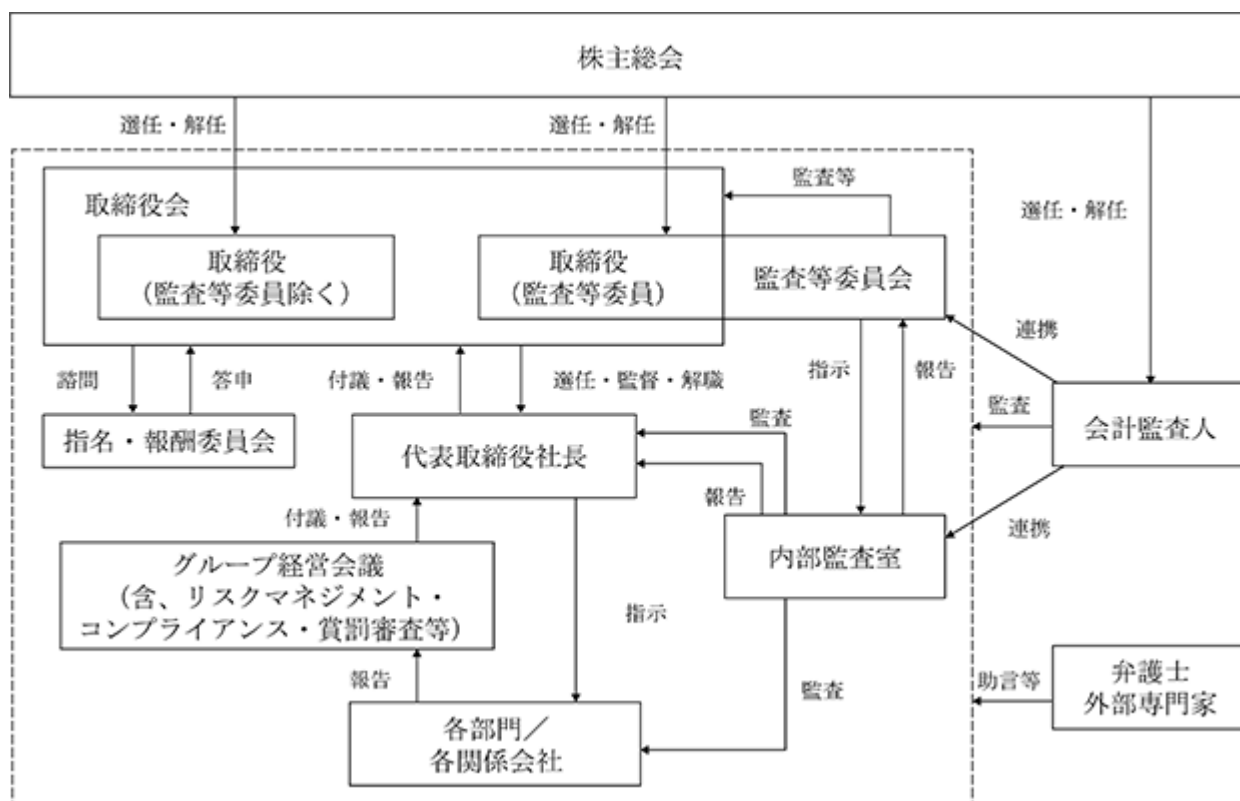 株主総会
選任・解任
選任・解任
選任・解任
取締役会
監査等
取締役
（監査等委員除く）
取締役
（監査等委員）
監査等委員会
連携
諮問
答申
付議・報告
選任・監督・解職
指示
報告
監査
会計監査人
指名・報酬委員会
代表取締役社長
監査
報告
連携
付議・報告
内部監査室
グループ経営会議
（含、リスクマネジメント・
コンプライアンス・賞罰審査等）
指示
報告
監査
助言等
弁護士
外部専門家
各部門／
各関係会社